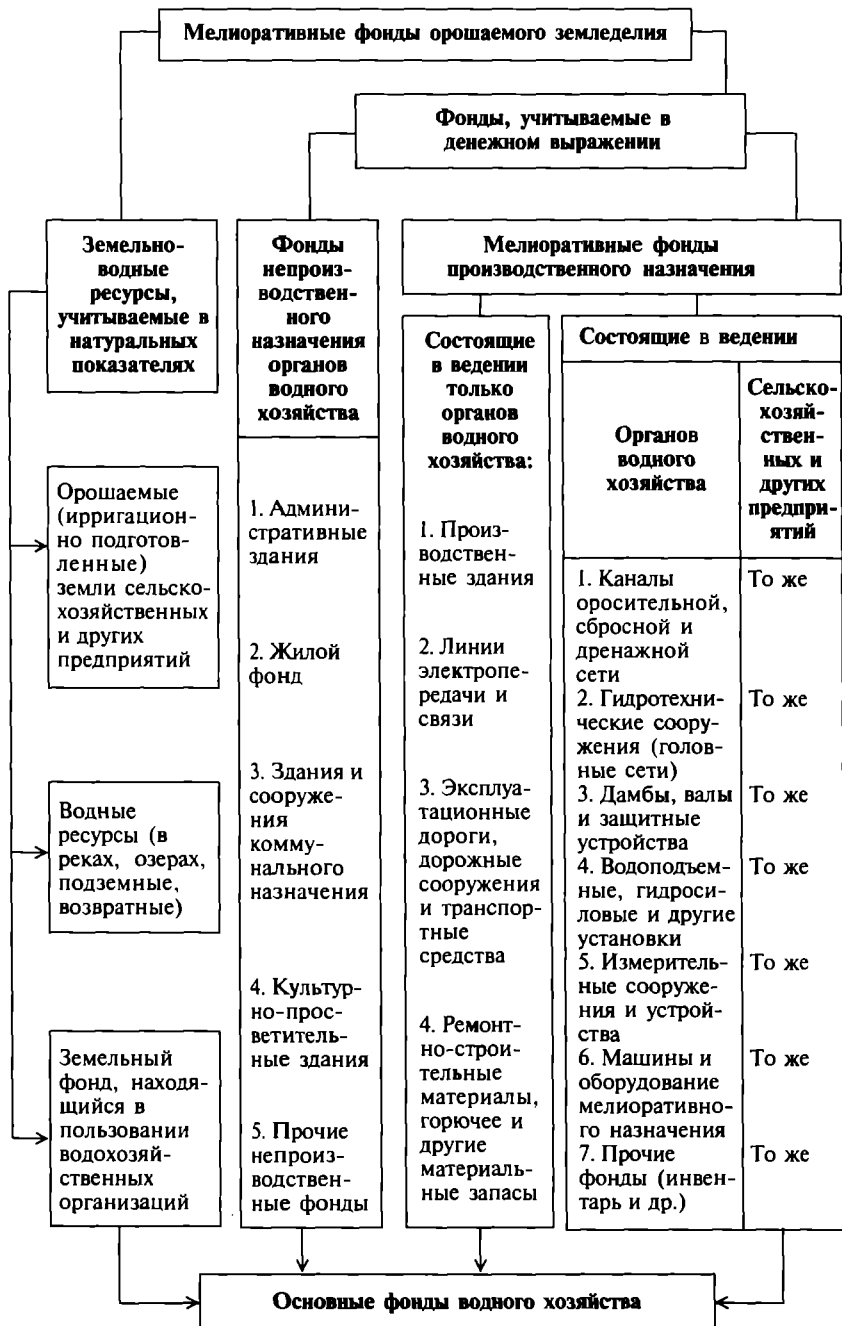 Мелиоративные фонды орошаемого земледелия
Фонды, учитываемые в
денежном выражении
Земельно-
водные
ресурсы,
учитываемые в
натуральных
показателях
Орошаемые
(ирригацион-
но подготов-
ленные)
земли сельско-
хозяйственных
и других
предприятий
Водные
ресурсы (в
реках, озерах,
подземные,
возвратные)
Земельный
фонд, находя-
щийся в
пользовании
водохозяй-
ственных
организаций
Фонды
непроиз-
водствен-
ного
назначения
органов
водного
хозяйства
1. Админи-
стративные
здания
2. Жилой
фонд
3. Здания и
сооруже-
ния
комму-
нального
назначения
4. Культур-
но-прос-
ветитель-
ные здания
5. Прочие
непроиз-
водствен-
ные фонды
Мелиоративные фонды
производственного назначения
Состоящие
в ведении
только
органов
водного
хозяйства:
1. Произ-
водствен-
ные здания
2. Линии
электропе-
редачи и
связи
3. Эксплуа-
тационные
дороги,
дорожные
сооружения
и транспор-
тные
средства
4. Ремонт-
но-строи-
тельные
материалы,
горючее и
другие
материаль-
ные запасы
Состоящие в ведении
Органов
водного
хозяйства
Сельско-
хозяй-
ствен-
ных и
других
предпри-
ятий
1. Каналы
оросительной,
сбросной и
дренажной
сети
То же
2. Гидротехни-
ческие соору-
жения (голов-
ные сети)
То же
3. Дамбы, валы
и защитные
устройства
То же
4. Водоподъем-
ные, гидроси-
ловые и другие
установки
То же
5. Измеритель-
ные сооруже-
ния и устрой-
ства
То же
6. Машины и
оборудование
мелиоративно-
го назначения
То же
7. Прочие
фонды (инвен-
тарь и др.)
То же
Основные фонды водного хозяйства